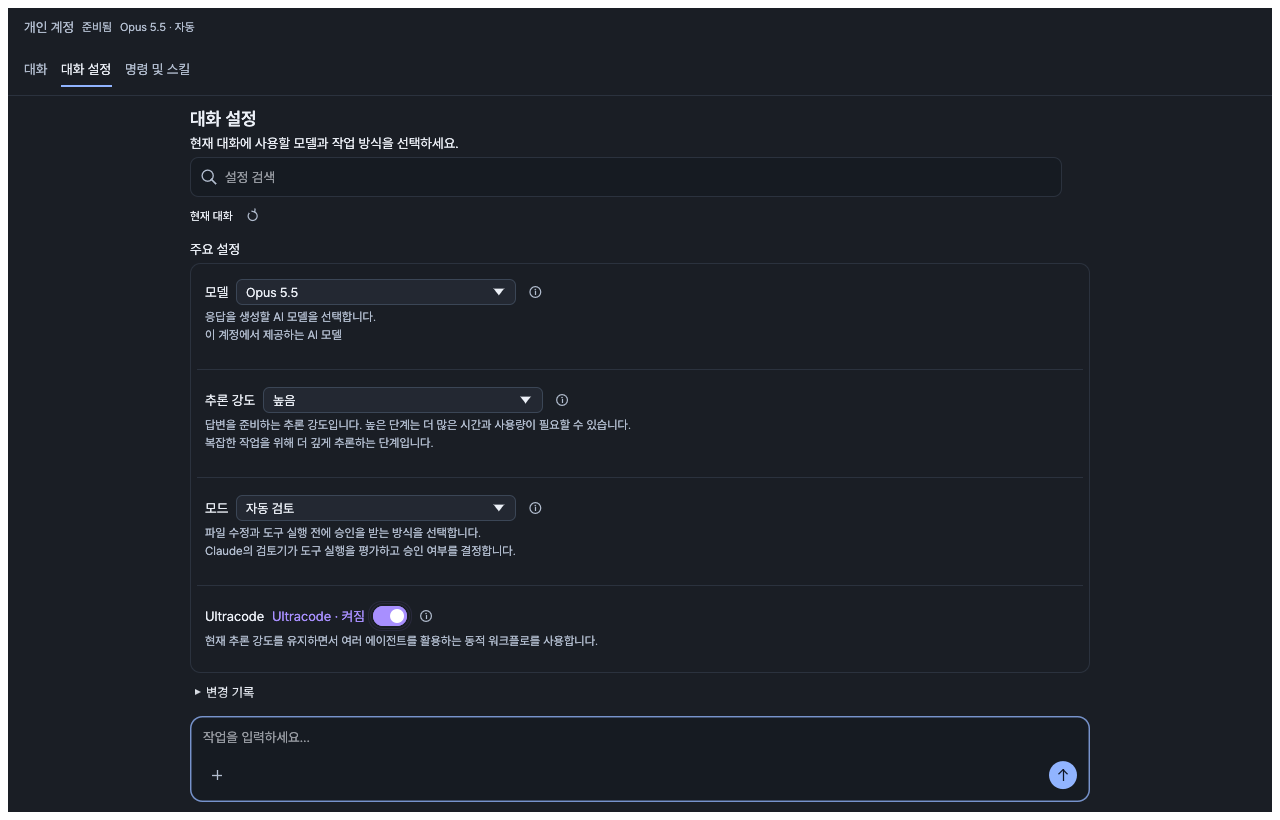 개인 계정 준비됨 Opus 5.5 · 자동
대화 대화 설정 명령 및 스킬
대화 설정
현재 대화에 사용할 모델과 작업 방식을 선택하세요.
설정 검색
현재 대화
주요 설정
모델 Opus 5.5
응답을 생성할 AI 모델을 선택합니다.
이 계정에서 제공하는 AI 모델
추론 강도 높음
답변을 준비하는 추론 강도입니다. 높은 단계는 더 많은 시간과 사용량이 필요할 수 있습니다.
복잡한 작업을 위해 더 깊게 추론하는 단계입니다.
모드 자동 검토
파일 수정과 도구 실행 전에 승인을 받는 방식을 선택합니다.
Claude의 검토기가 도구 실행을 평가하고 승인 여부를 결정합니다.
Ultracode Ultracode · 켜짐
현재 추론 강도를 유지하면서 여러 에이전트를 활용하는 동적 워크플로를 사용합니다.
변경 기록
작업을 입력하세요...